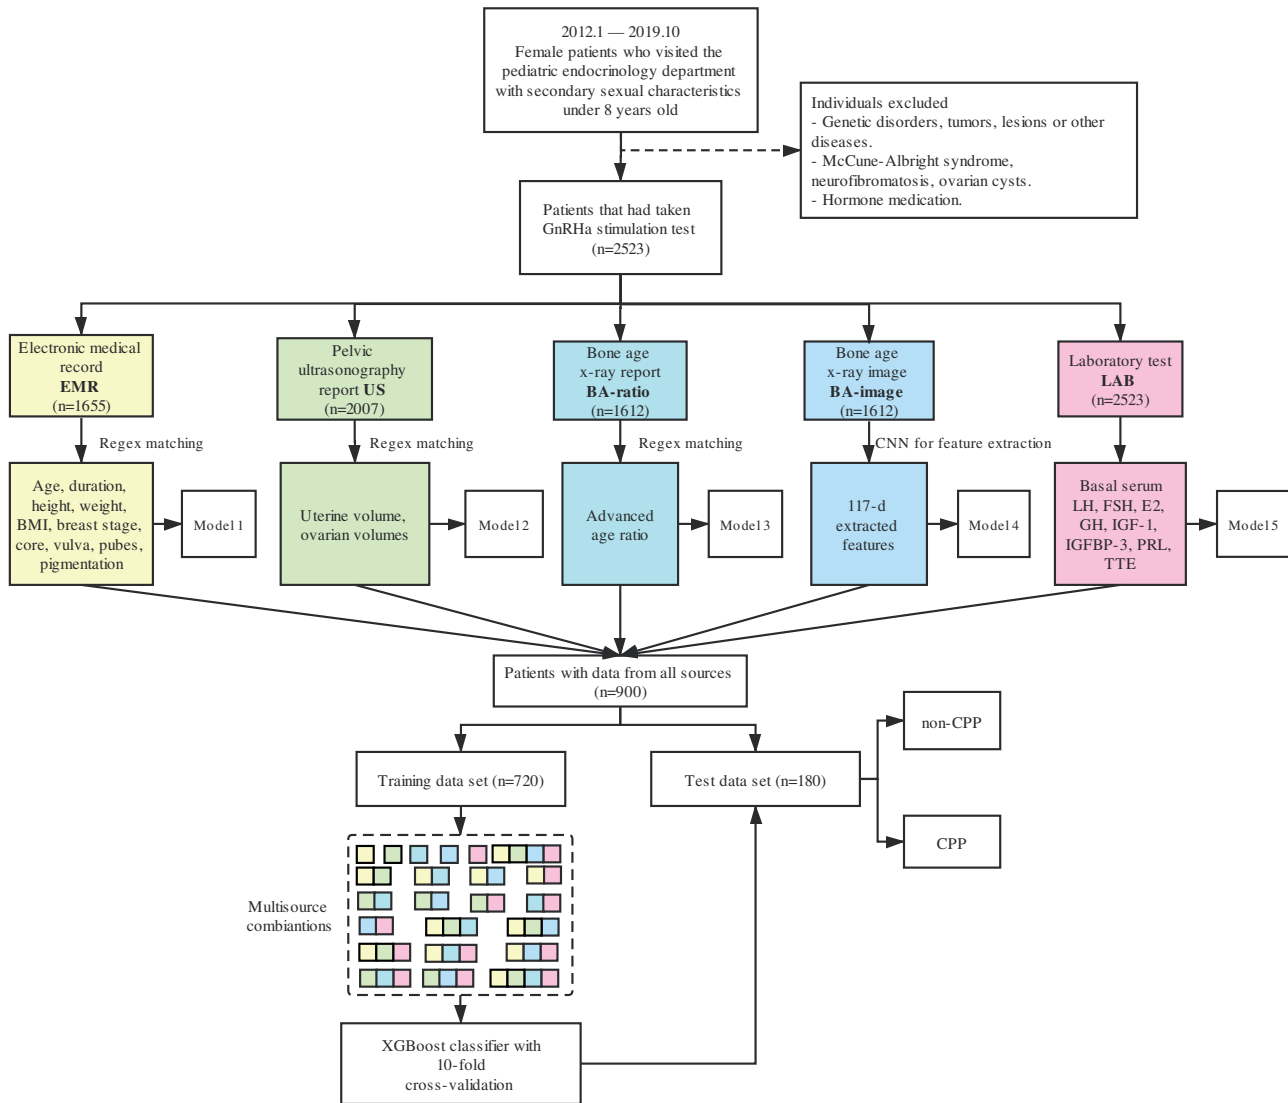 2012.1 — 2019.10
Female patients who visited the
pediatric endocrinology department
with secondary sexual characteristics
under 8 years old
Individuals excluded
- Genetic disorders, tumors, lesions or other
diseases.
- McCune-Albright syndrome,
neurofibromatosis, ovarian cysts.
- Hormone medication.
Patients that had taken
GnRHa stimulation test
(n=2523)
Electronic medical
record
EMR
(n=1655)
Pelvic
ultrasonography
report US
(n=2007)
Bone age
x-ray report
BA-ratio
(n=1612)
Bone age
x-ray image
BA-image
(n=1612)
Laboratory test
LAB
(n=2523)
Regex matching
Regex matching
Regex matching
CNN for feature extraction
Age, duration,
height, weight,
BMI, breast stage,
core, vulva, pubes,
pigmentation
Model1
Uterine volume,
ovarian volumes
Model2
Advanced
age ratio
Model3
117-d
extracted
features
Model4
Basal serum
LH, FSH, E2,
GH, IGF-1,
IGFBP-3, PRL,
TTE
Model5
Patients with data from all sources
(n=900)
Training data set (n=720)
Test data set (n=180)
non-CPP
CPP
Multisource
combiantions
XGBoost classifier with
10-fold
cross-validation